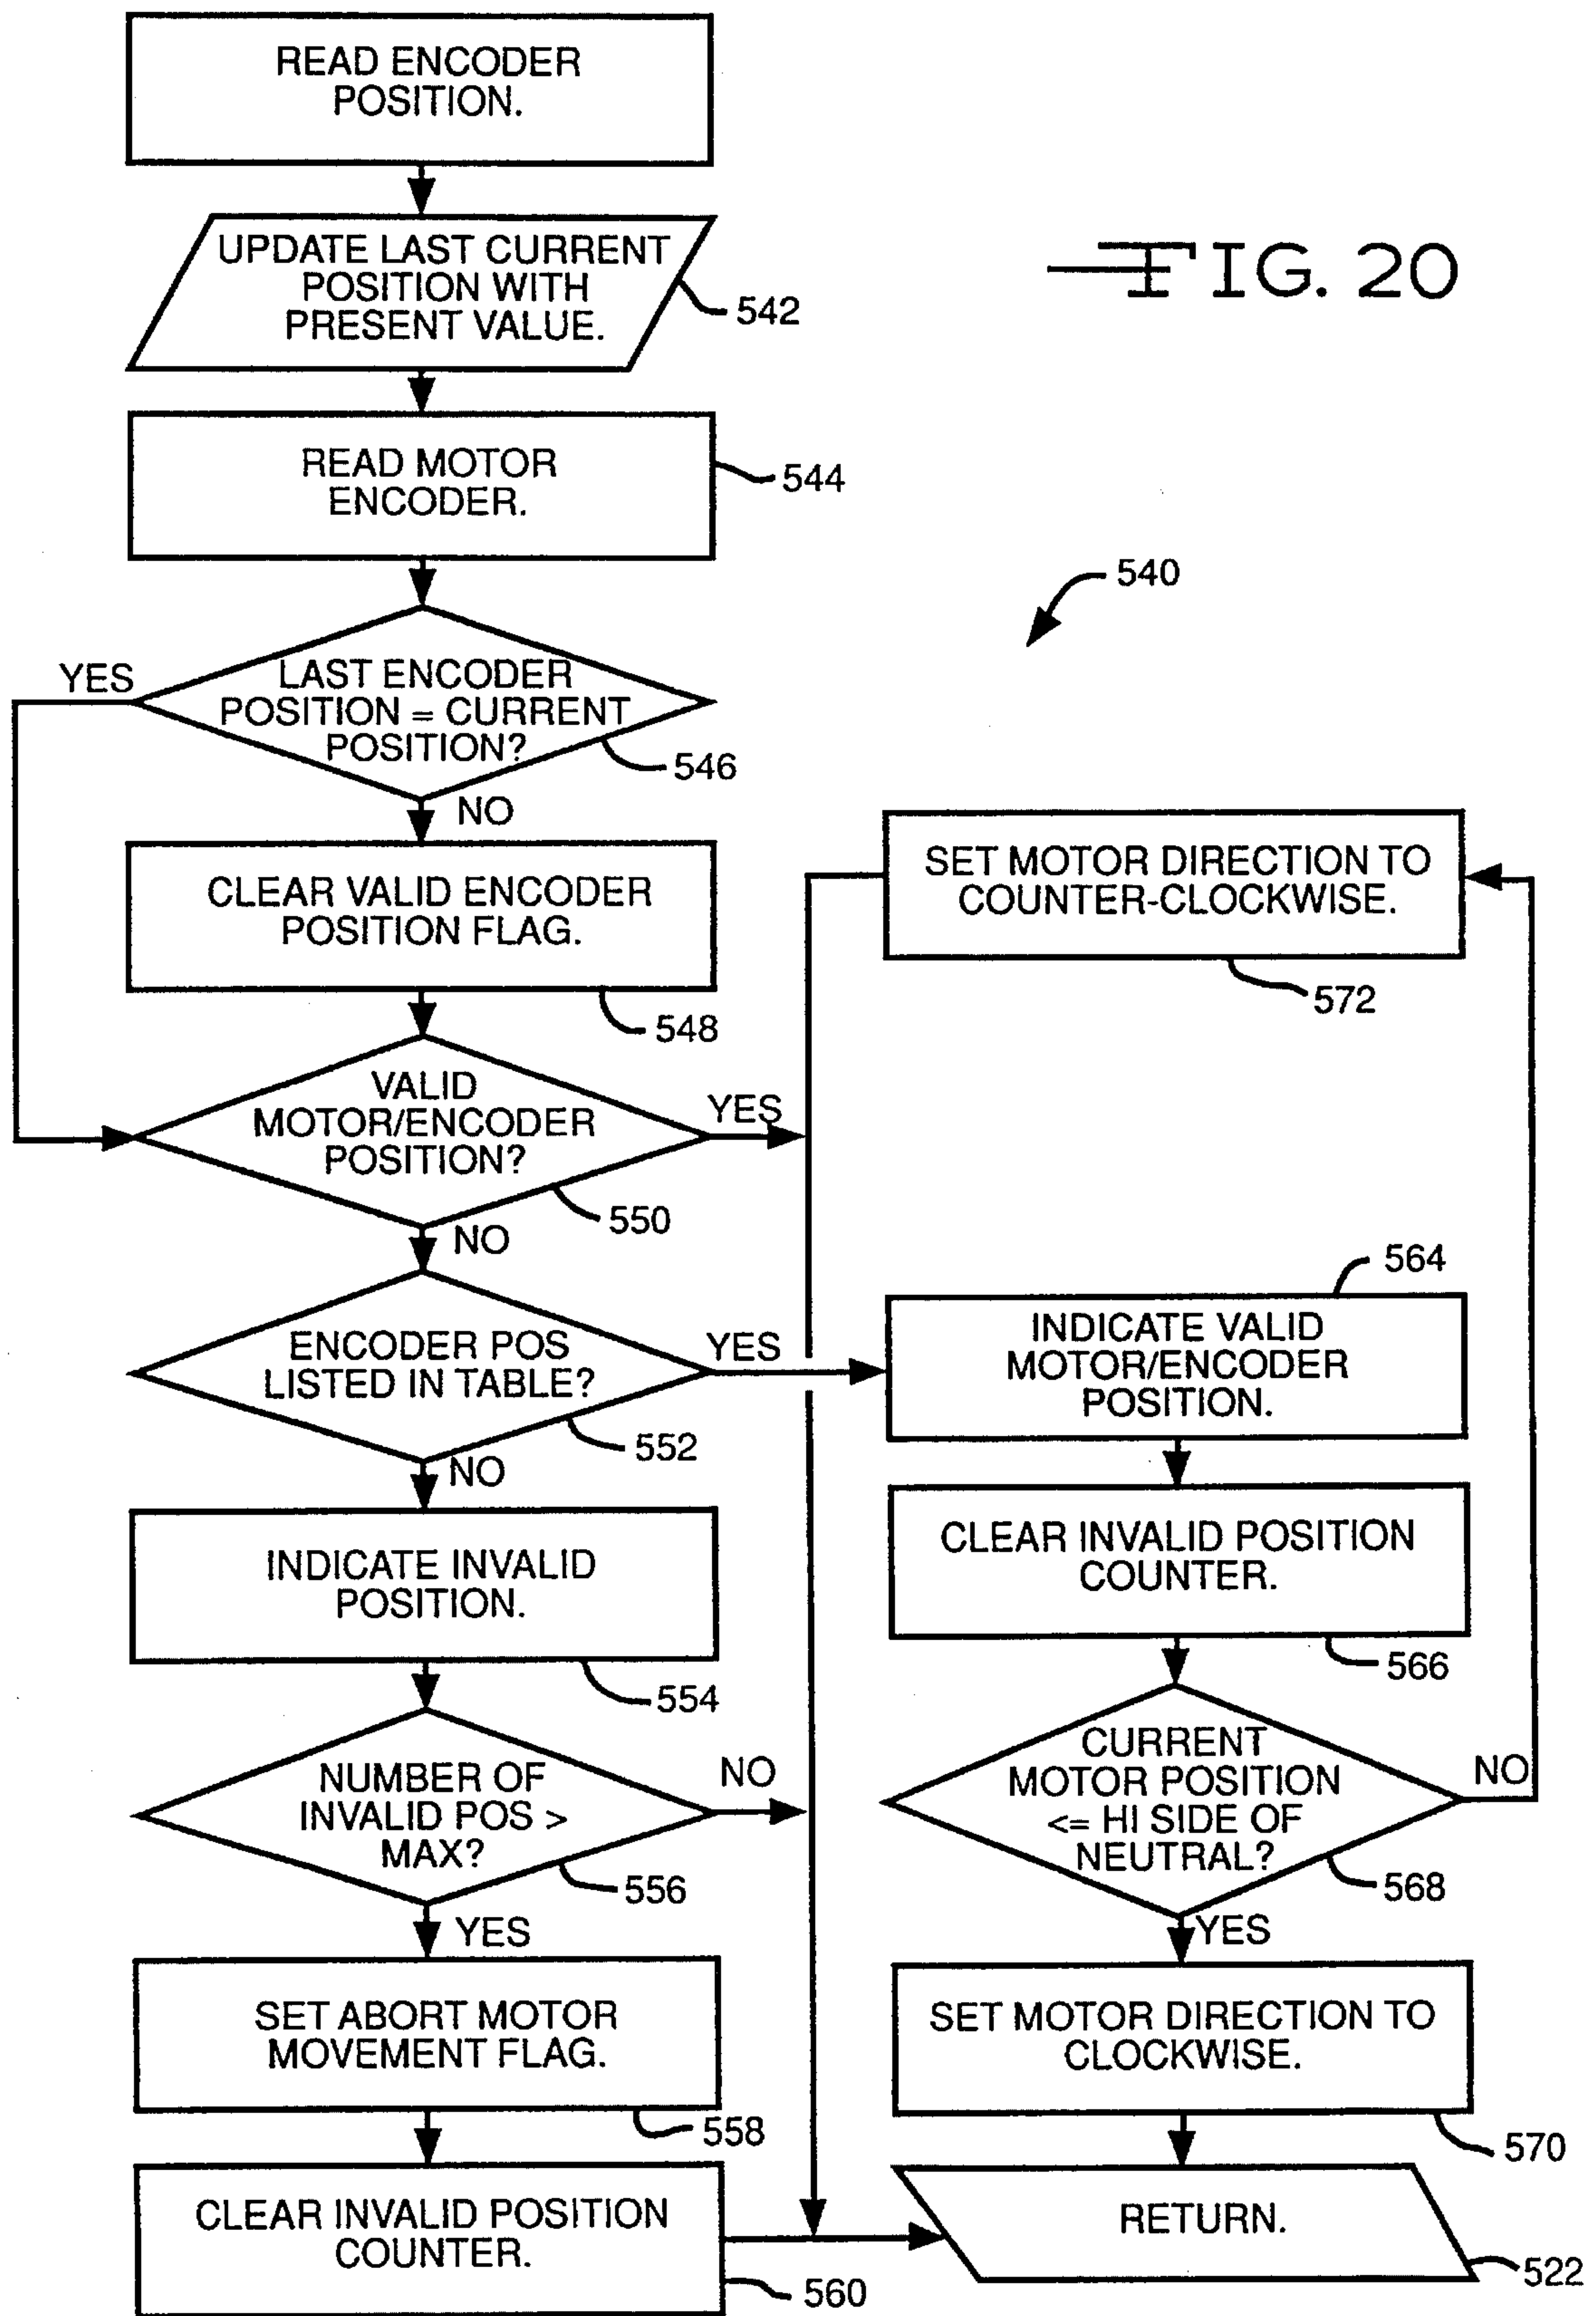 READ ENCODER
POSITION.
UPDATE LAST CURRENT
POSITION WITH
PRESENT VALUE.
542
FIG. 20
READ MOTOR
ENCODER.
544
540
YES
LAST ENCODER
POSITION = CURRENT
POSITION?
546
NO
CLEAR VALID ENCODER
POSITION FLAG.
548
SET MOTOR DIRECTION TO
COUNTER-CLOCKWISE.
572
VALID
MOTOR/ENCODER
POSITION?
YES
550
NO
ENCODER POS
LISTED IN TABLE?
YES
552
NO
564
INDICATE VALID
MOTOR/ENCODER
POSITION.
INDICATE INVALID
POSITION.
554
CLEAR INVALID POSITION
COUNTER.
566
NUMBER OF
INVALID POS >
MAX?
NO
556
YES
CURRENT
MOTOR POSITION
<= HI SIDE OF
NEUTRAL?
NO
568
YES
SET ABORT MOTOR
MOVEMENT FLAG.
558
SET MOTOR DIRECTION TO
CLOCKWISE.
570
CLEAR INVALID POSITION
COUNTER.
560
RETURN.
522